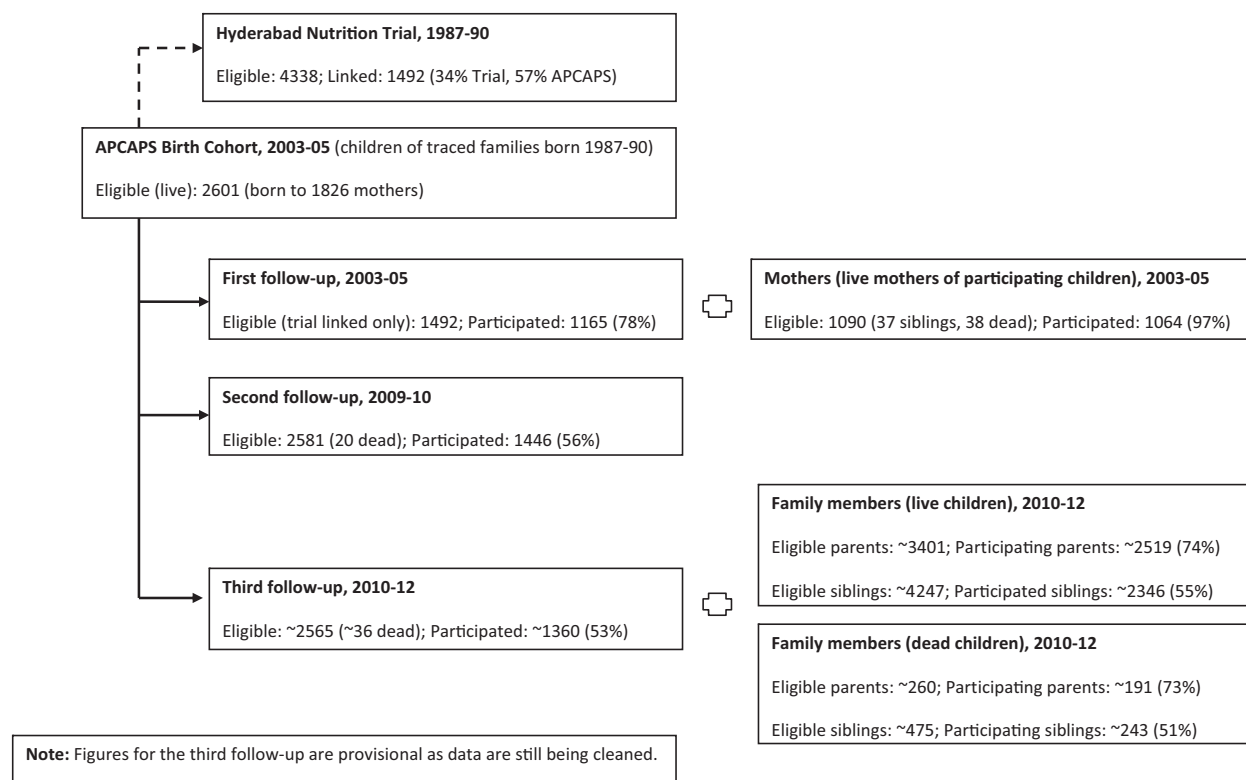 Hyderabad Nutrition Trial, 1987-90
Eligible: 4338; Linked: 1492 (34% Trial, 57% APCAPS)
APCAPS Birth Cohort, 2003-05 (children of traced families born 1987-90)
Eligible (live): 2601 (born to 1826 mothers)
First follow-up, 2003-05
Eligible (trial linked only): 1492; Participated: 1165 (78%)
Mothers (live mothers of participating children), 2003-05
Eligible: 1090 (37 siblings, 38 dead); Participated: 1064 (97%)
Second follow-up, 2009-10
Eligible: 2581 (20 dead); Participated: 1446 (56%)
Family members (live children), 2010-12
Eligible parents: ~3401; Participating parents: ~2519 (74%)
Eligible siblings: ~4247; Participated siblings: ~2346 (55%)
Third follow-up, 2010-12
Eligible: ~2565 (~36 dead); Participated: ~1360 (53%)
Family members (dead children), 2010-12
Eligible parents: ~260; Participating parents: ~191 (73%)
Eligible siblings: ~475; Participating siblings: ~243 (51%)
Note: Figures for the third follow-up are provisional as data are still being cleaned.